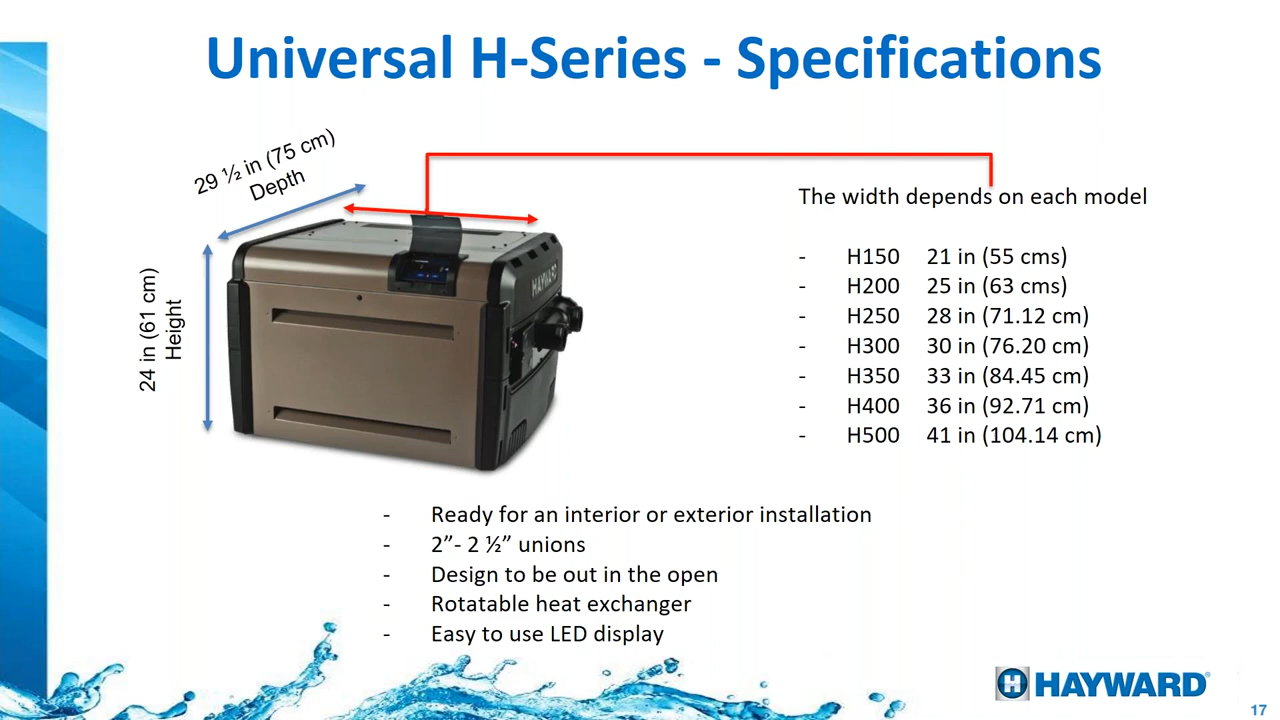 Universal H-Series - Specifications
29 ½ in (75 cm)
Depth
24 in (61 cm)
Height
HAYWARD
The width depends on each model
- H150 21 in (55 cms)
- H200 25 in (63 cms)
- H250 28 in (71.12 cm)
- H300 30 in (76.20 cm)
- H350 33 in (84.45 cm)
- H400 36 in (92.71 cm)
- H500 41 in (104.14 cm)
- Ready for an interior or exterior installation
- 2”- 2 ½” unions
- Design to be out in the open
- Rotatable heat exchanger
- Easy to use LED display
H HAYWARD®
17